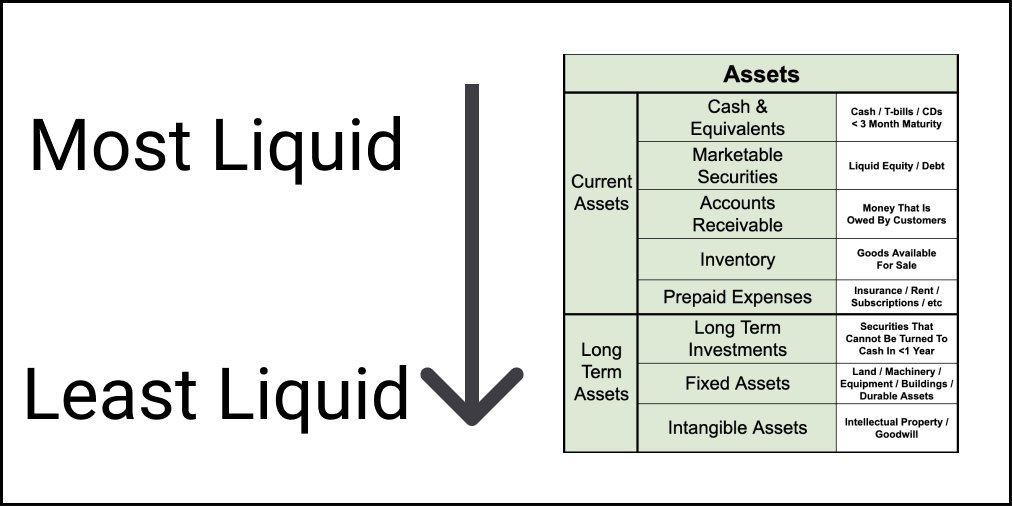 Most Liquid
Least Liquid
Assets
Current
Assets
Cash &
Equivalents
Cash / T-bills / CDs
< 3 Month Maturity
Marketable
Securities
Liquid Equity / Debt
Accounts
Receivable
Money That Is
Owed By Customers
Inventory
Goods Available
For Sale
Prepaid Expenses
Insurance / Rent /
Subscriptions / etc
Long
Term
Assets
Long Term
Investments
Securities That
Cannot Be Turned To
Cash In <1 Year
Fixed Assets
Land / Machinery /
Equipment / Buildings /
Durable Assets
Intangible Assets
Intellectual Property /
Goodwill